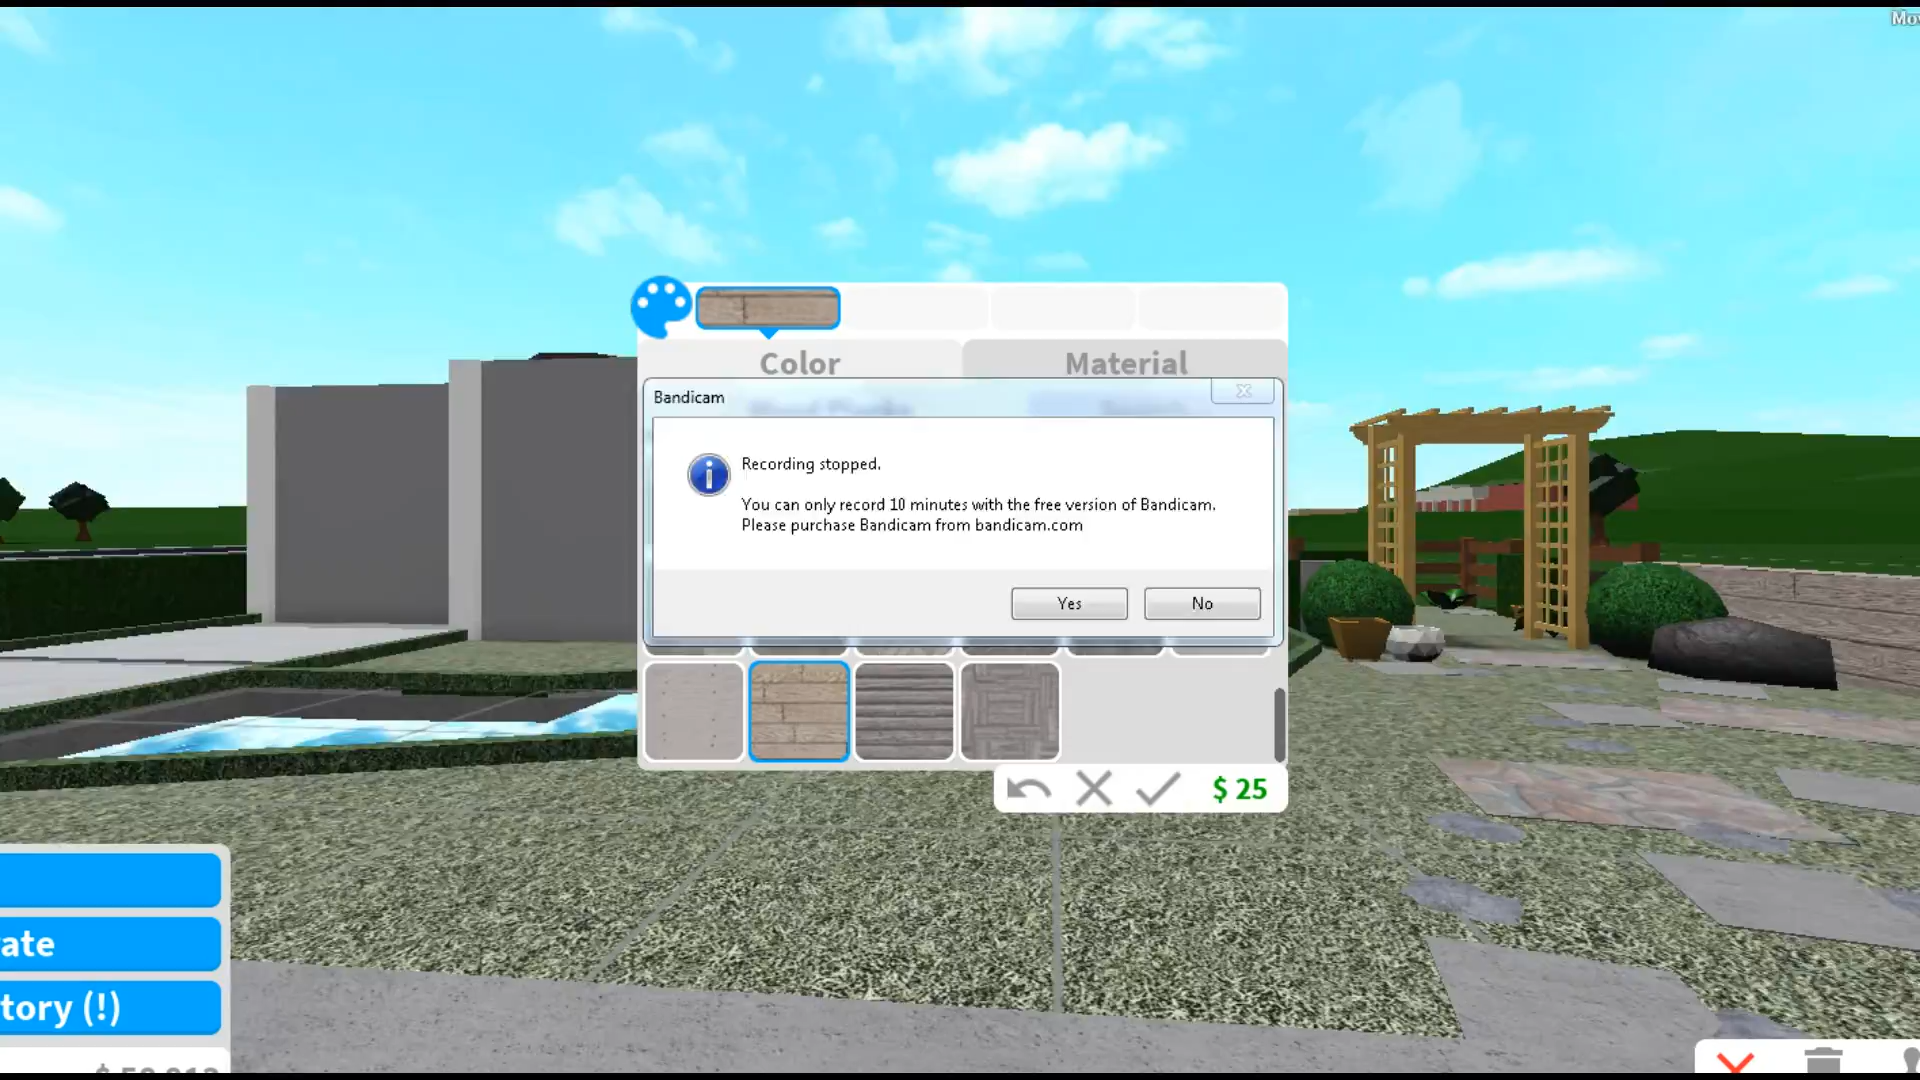 Mov
Color
Material
Bandicam
Recording stopped.
You can only record 10 minutes with the free version of Bandicam.
Please purchase Bandicam from bandicam.com
Yes
No
$ 25
ate
tory (!)